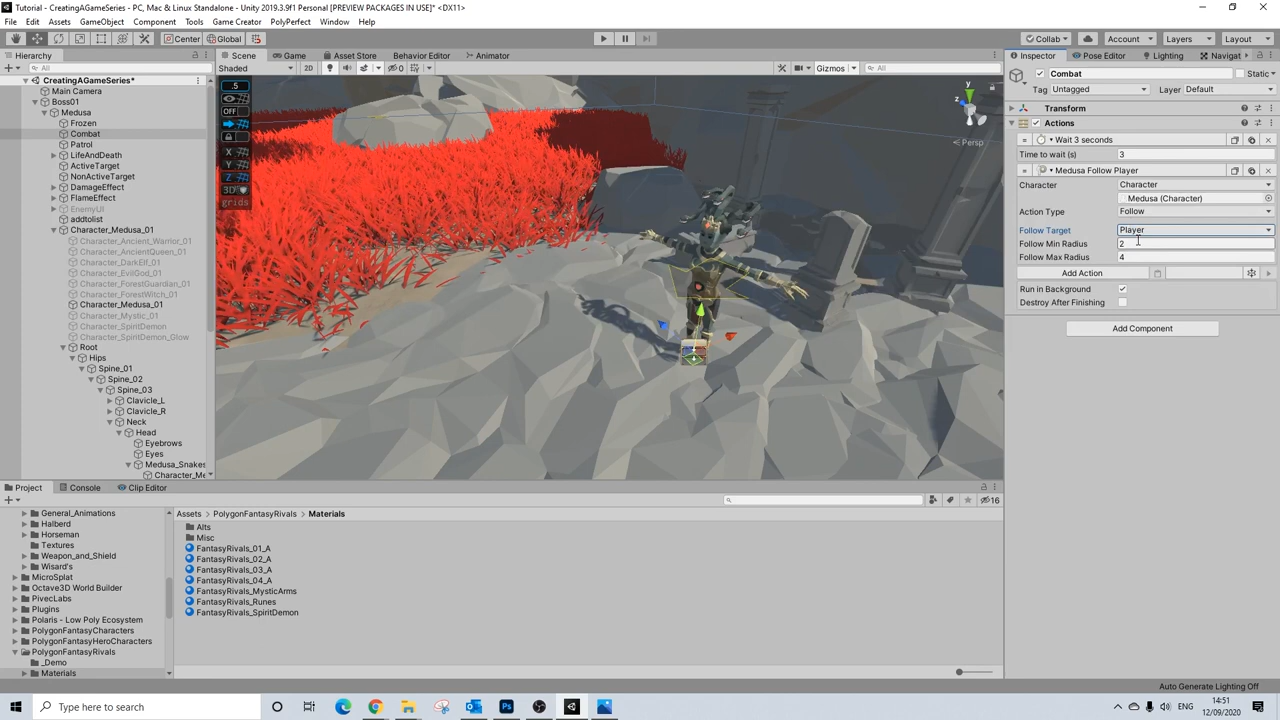 Tutorial - CreatingAGameSeries - PC, Mac & Linux Standalone - Unity 2019.3.9f1 Personal [PREVIEW PACKAGES IN USE]* <DX11>
File Edit Assets GameObject Component Tools Game Creator PolyPerfect Window Help
Center Global Collab Account Layers Layout
Hierarchy
All
CreatingAGameSeries*
Main Camera
Boss01
Medusa
Frozen
Combat
Patrol
LifeAndDeath
ActiveTarget
NonActiveTarget
DamageEffect
FlameEffect
EnemyUI
addtolist
Character_Medusa_01
Character_Ancient_Warrior_01
Character_AncientQueen_01
Character_DarkElf_01
Character_EvilGod_01
Character_ForestGuardian_01
Character_ForestWitch_01
Character_Medusa_01
Character_Mystic_01
Character_SpiritDemon
Character_SpiritDemon_Glow
Root
Hips
Spine_01
Spine_02
Spine_03
Clavicle_L
Clavicle_R
Neck
Head
Eyebrows
Eyes
Medusa_Snakes
Character_Me
Scene Game Asset Store Behavior Editor Animator
Shaded 2D 0 Gizmos All
.5
OFF
X
Y
Z
3D
grids
y
z
Persp
Inspector Pose Editor Lighting Navigat
Combat Static
Tag Untagged Layer Default
Transform
Actions
Wait 3 seconds
Time to wait (s) 3
Medusa Follow Player
Character Character
Medusa (Character)
Action Type Follow
Follow Target Player
Follow Min Radius 2
Follow Max Radius 4
Add Action
Run in Background
Destroy After Finishing
Add Component
Project Console Clip Editor
16
General_Animations
Halberd
Horseman
Textures
Weapon_and_Shield
Wisard's
MicroSplat
Octave3D World Builder
PivecLabs
Plugins
Polaris - Low Poly Ecosystem
PolygonFantasyCharacters
PolygonFantasyHeroCharacters
PolygonFantasyRivals
_Demo
Materials
Assets > PolygonFantasyRivals > Materials
Alts
Misc
FantasyRivals_01_A
FantasyRivals_02_A
FantasyRivals_03_A
FantasyRivals_04_A
FantasyRivals_MysticArms
FantasyRivals_Runes
FantasyRivals_SpiritDemon
Auto Generate Lighting Off
Type here to search
14:51
12/09/2020